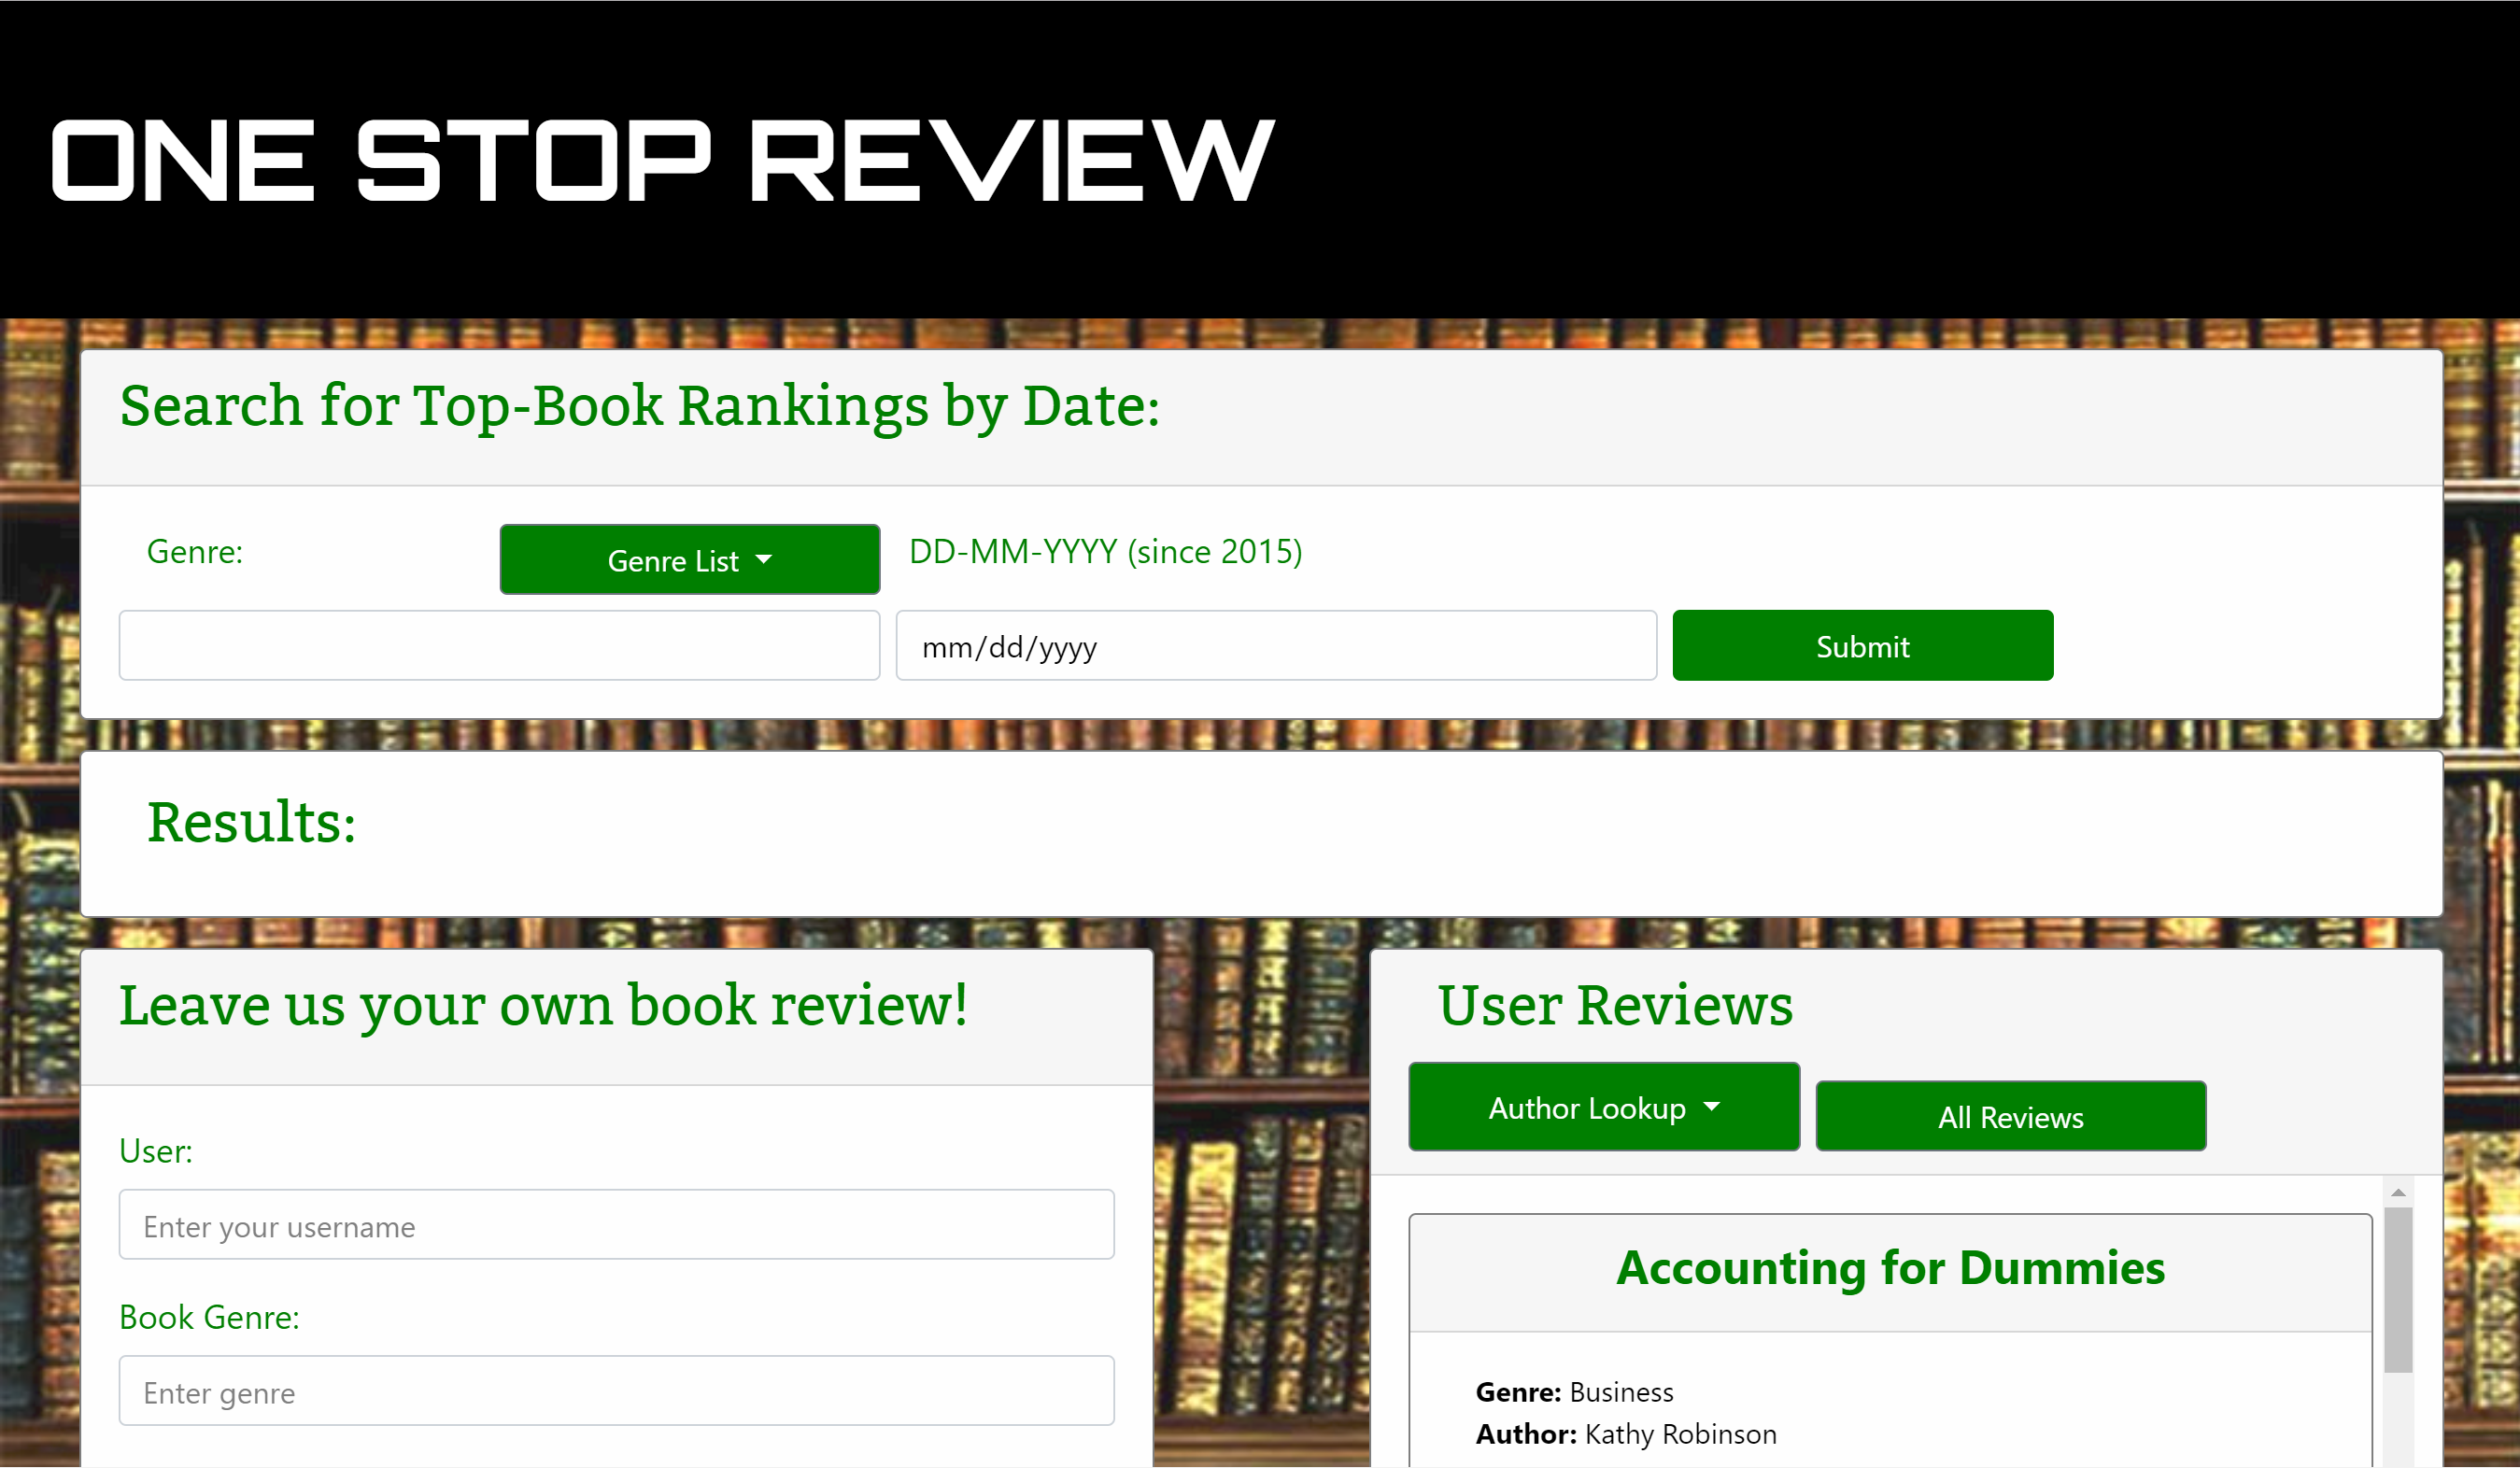 ONE STOP REVIEW
Search for Top-Book Rankings by Date:
Genre:
Genre List
DD-MM-YYYY (since 2015)
mm/dd/yyyy
Submit
Results:
Leave us your own book review!
User:
Enter your username
Book Genre:
Enter genre
User Reviews
Author Lookup
All Reviews
Accounting for Dummies
Genre: Business
Author: Kathy Robinson